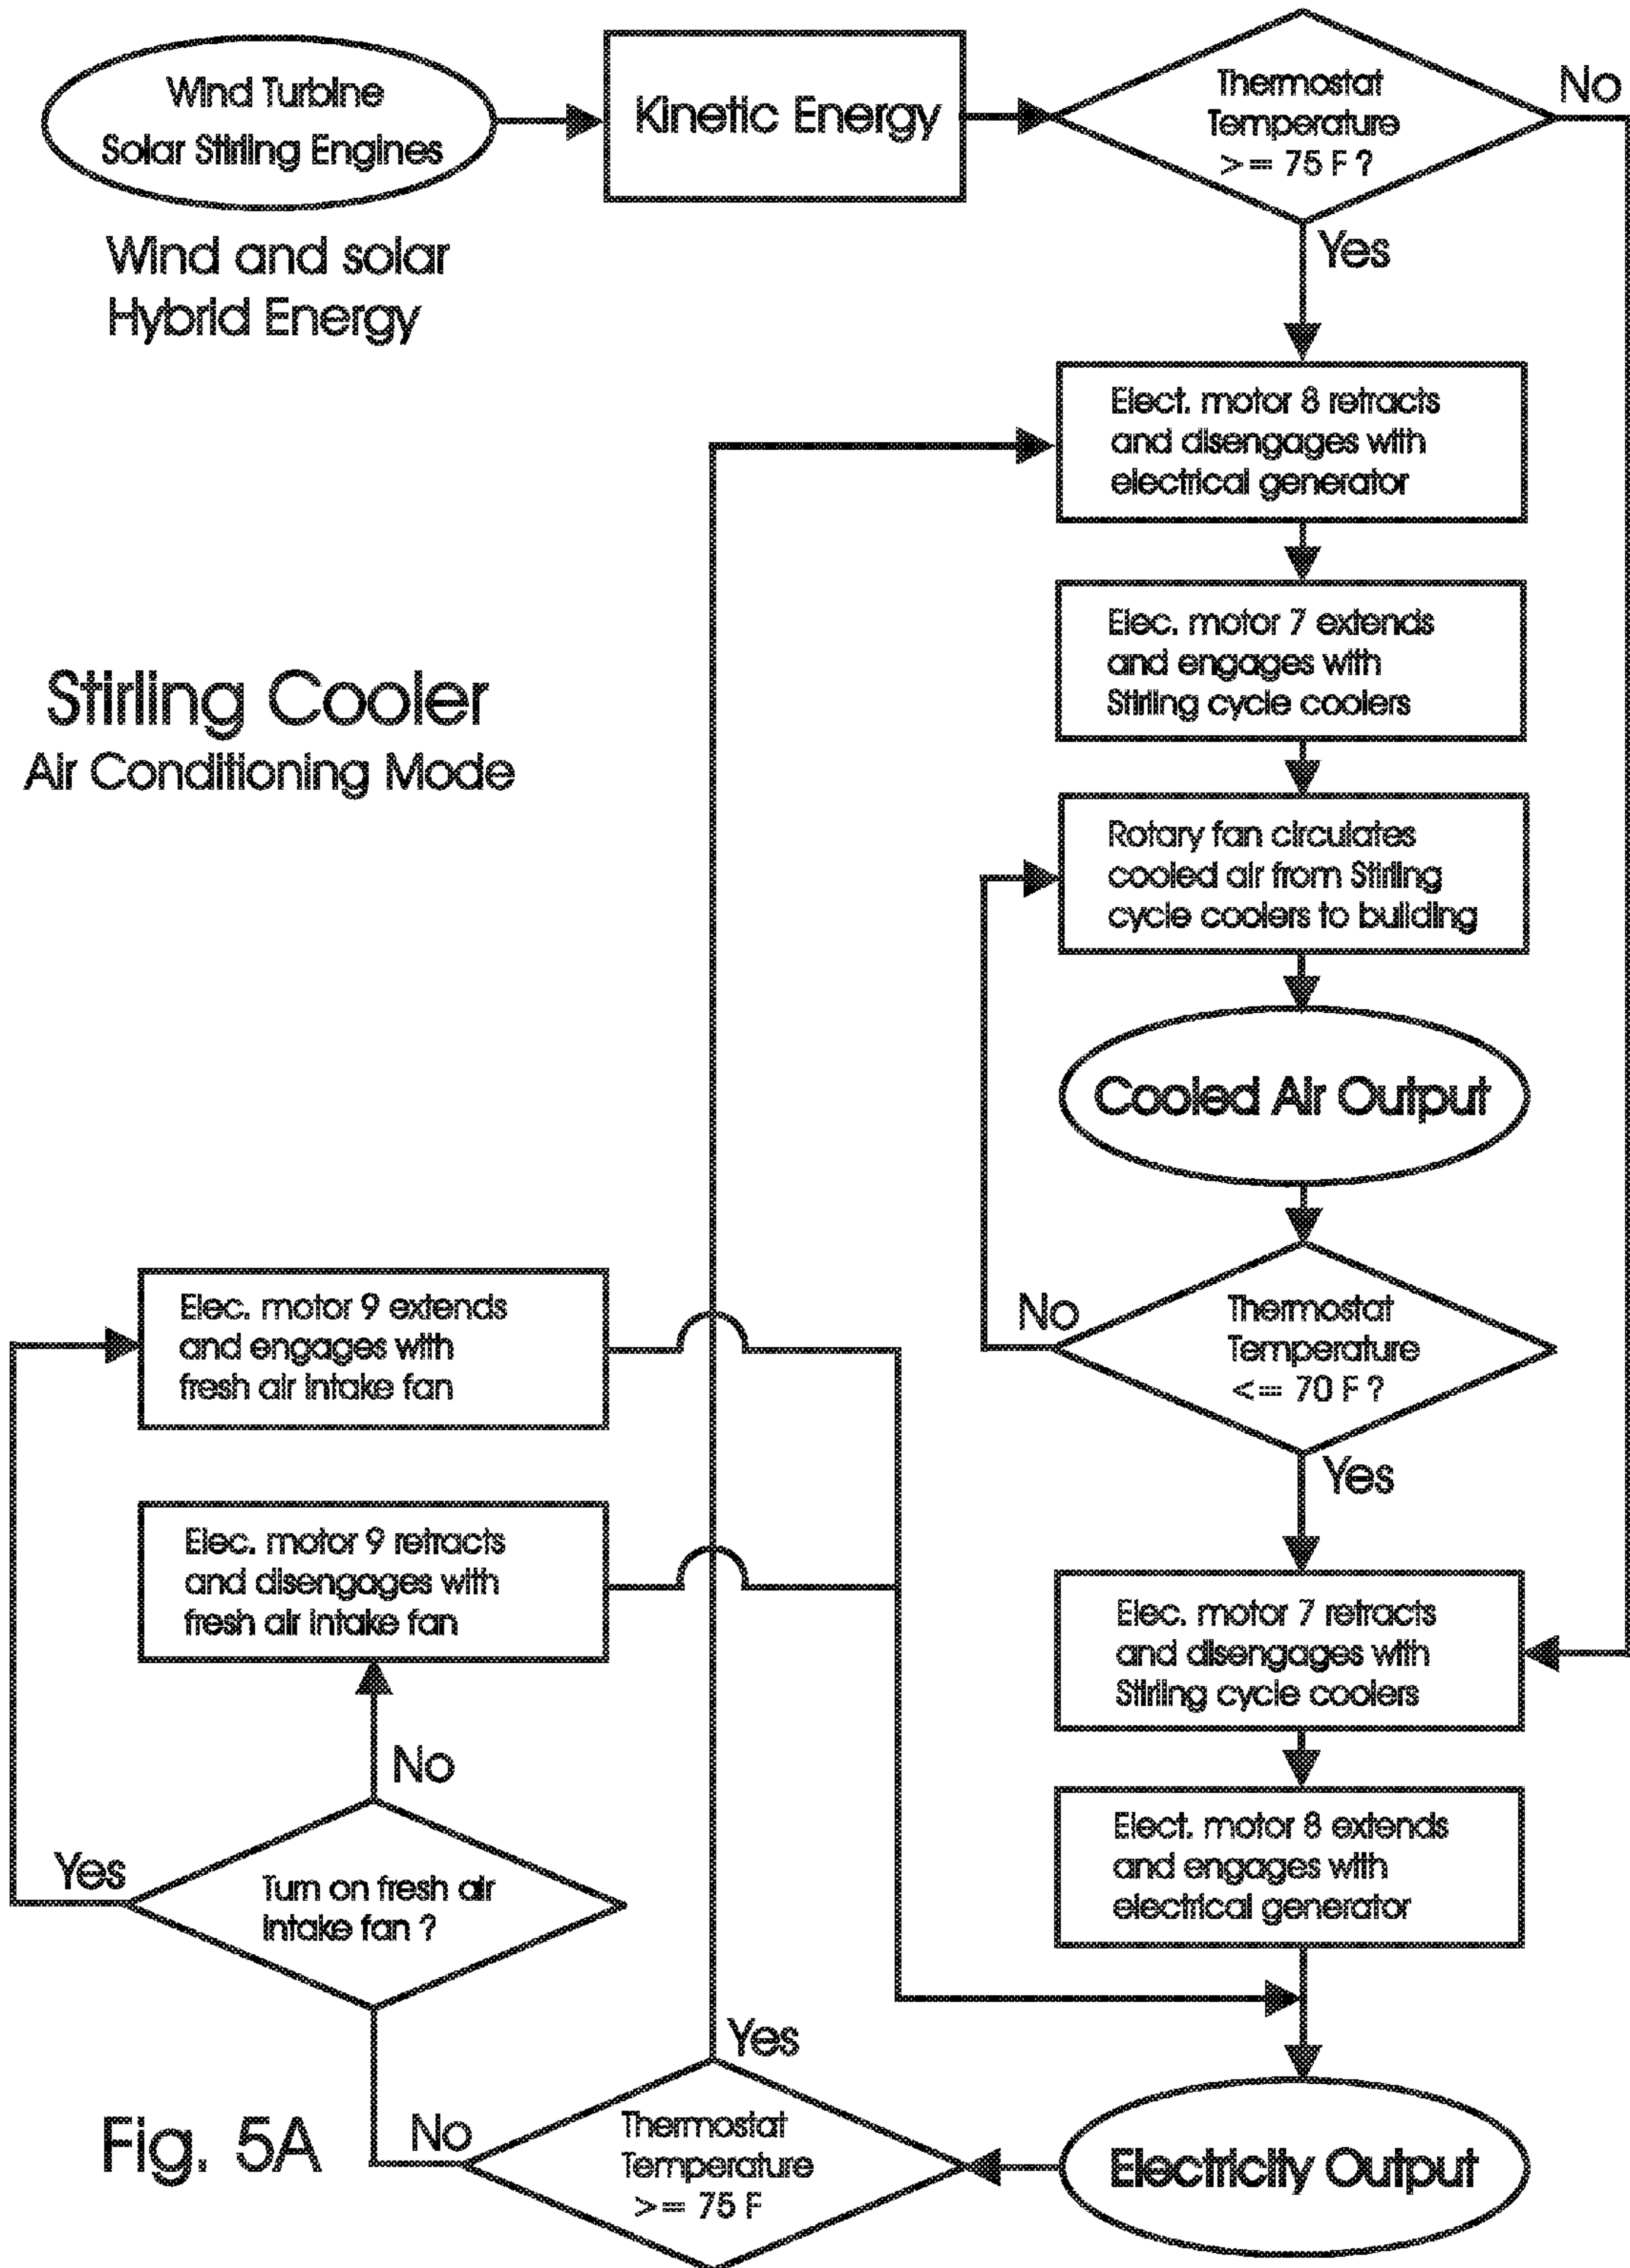 Wind Turbine
Solar Stirling Engines
Wind and solar
Hybrid Energy
Kinetic Energy
Thermostat
Temperature
>= 75 F ?
No
Yes
Elect. motor 8 retracts
and disengages with
electrical generator
Elec. motor 7 extends
and engages with
Stirling cycle coolers
Stirling Cooler
Air Conditioning Mode
Rotary fan circulates
cooled air from Stirling
cycle coolers to building
Cooled Air Output
No
Thermostat
Temperature
<= 70 F ?
Yes
Elec. motor 9 extends
and engages with
fresh air intake fan
Elec. motor 9 retracts
and disengages with
fresh air intake fan
Elec. motor 7 retracts
and disengages with
Stirling cycle coolers
No
Yes
Turn on fresh air
intake fan ?
Elect. motor 8 extends
and engages with
electrical generator
Yes
No
Thermostat
Temperature
>= 75 F
Electricity Output
Fig. 5A